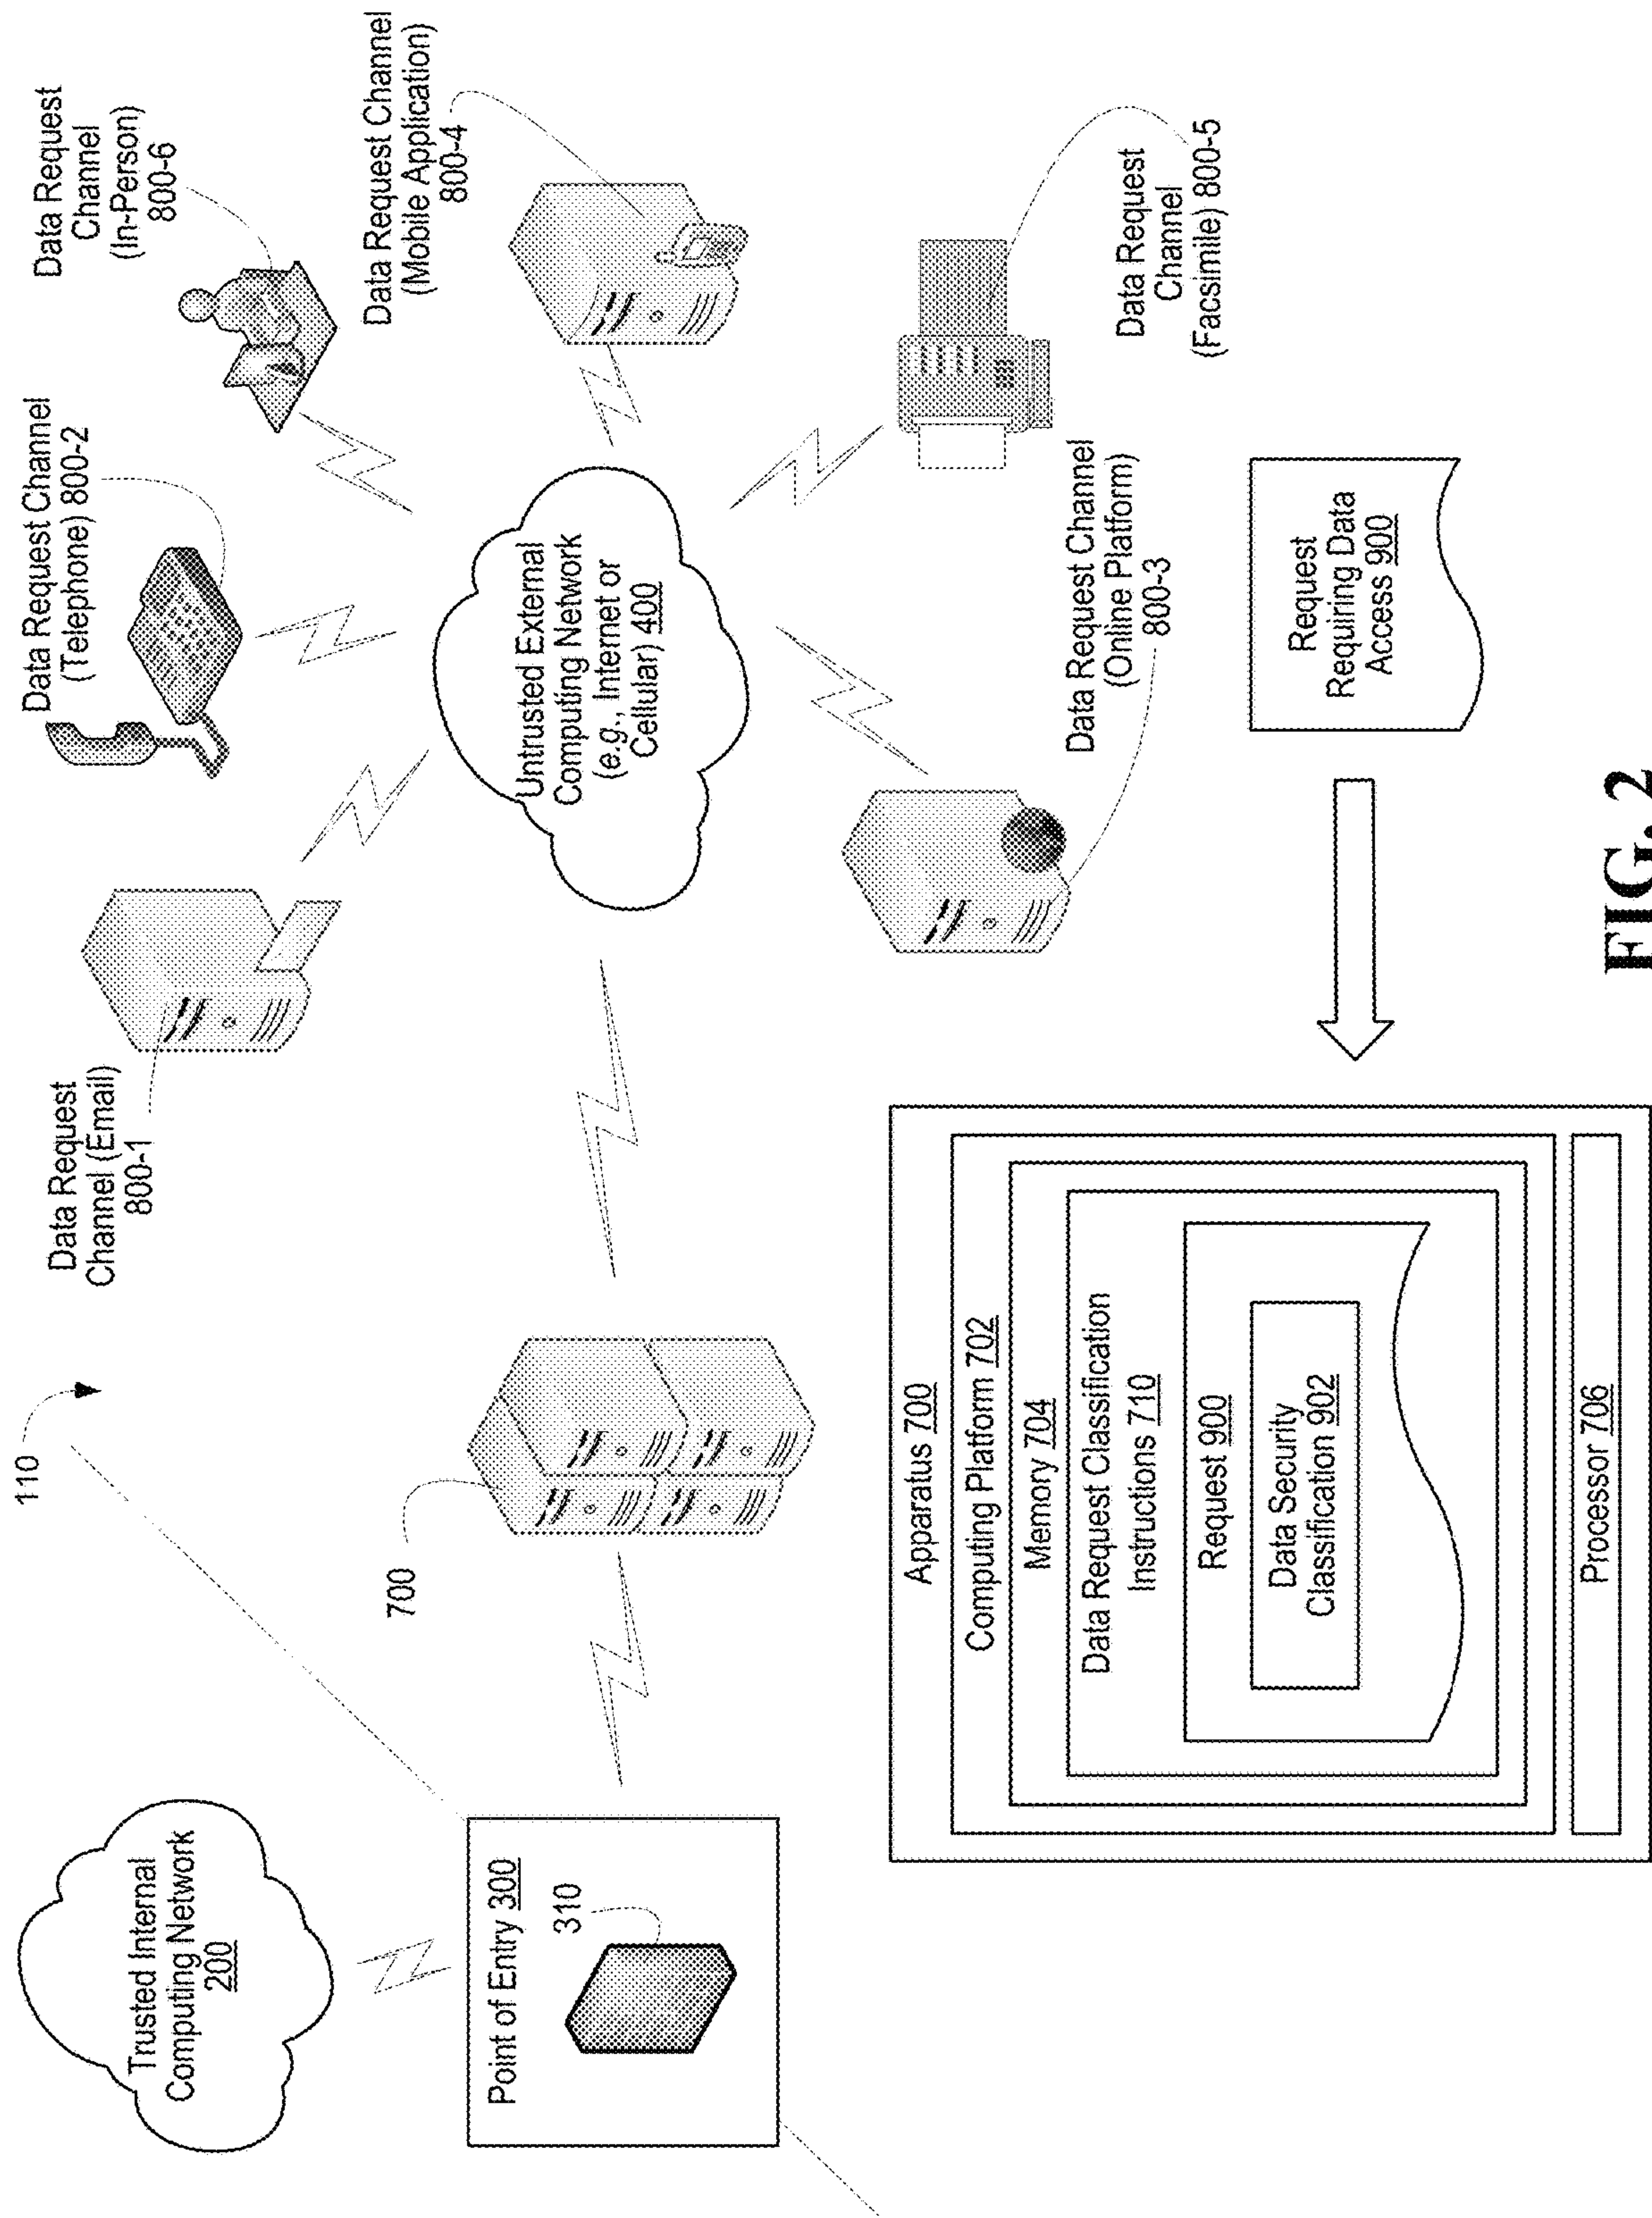 110
Trusted Internal
Computing Network
200
Point of Entry 300
310
700
Data Request
Channel (Email)
800-1
Data Request Channel
(Telephone) 800-2
Data Request
Channel
(In-Person)
800-6
Data Request Channel
(Mobile Application)
800-4
Untrusted External
Computing Network
(e.g., Internet or
Cellular) 400
Data Request Channel
(Online Platform)
800-3
Data Request
Channel
(Facsimile) 800-5
Apparatus 700
Computing Platform 702
Memory 704
Data Request Classification
Instructions 710
Request 900
Data Security
Classification 902
Processor 706
Request
Requiring Data
Access 900
FIG. 2